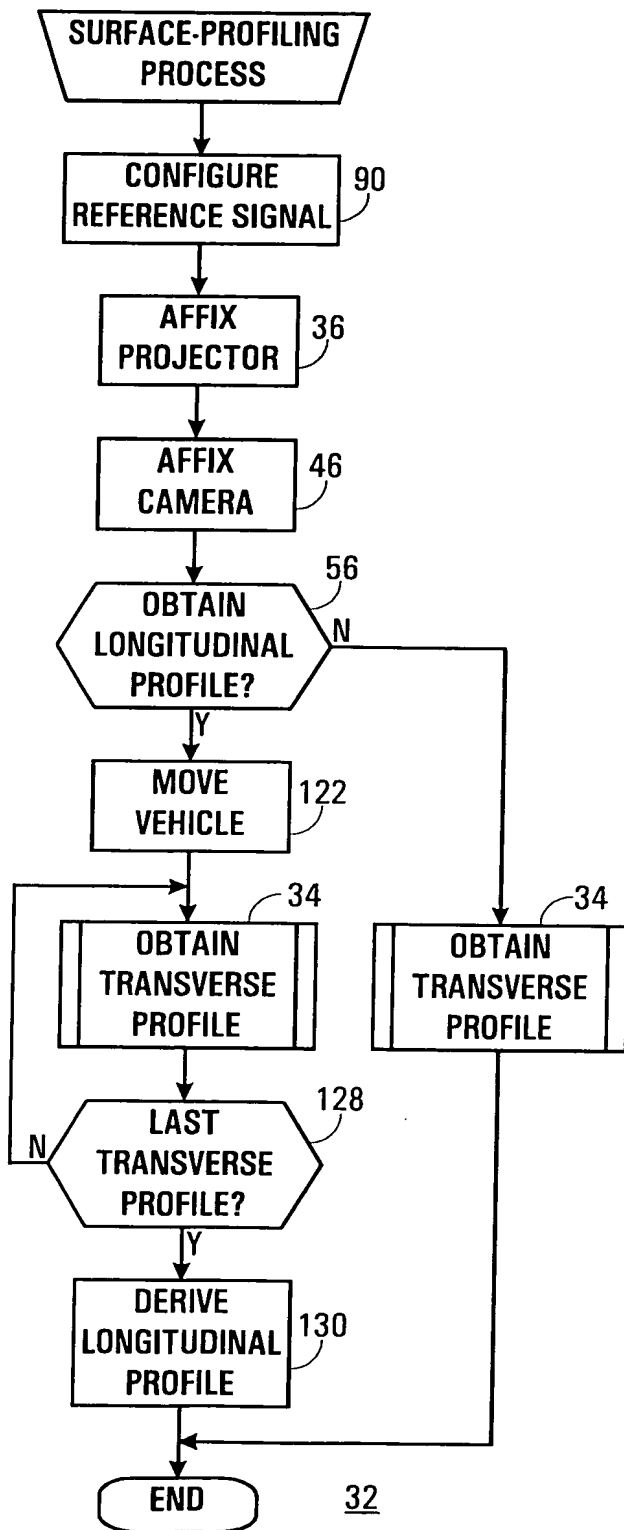 SURFACE-PROFILING
PROCESS
CONFIGURE
REFERENCE SIGNAL
90
AFFIX
PROJECTOR
36
AFFIX
CAMERA
46
56
OBTAIN
LONGITUDINAL
PROFILE?
N
Y
MOVE
VEHICLE
122
34
OBTAIN
TRANSVERSE
PROFILE
34
OBTAIN
TRANSVERSE
PROFILE
128
LAST
TRANSVERSE
PROFILE?
N
Y
DERIVE
LONGITUDINAL
PROFILE
130
END
32